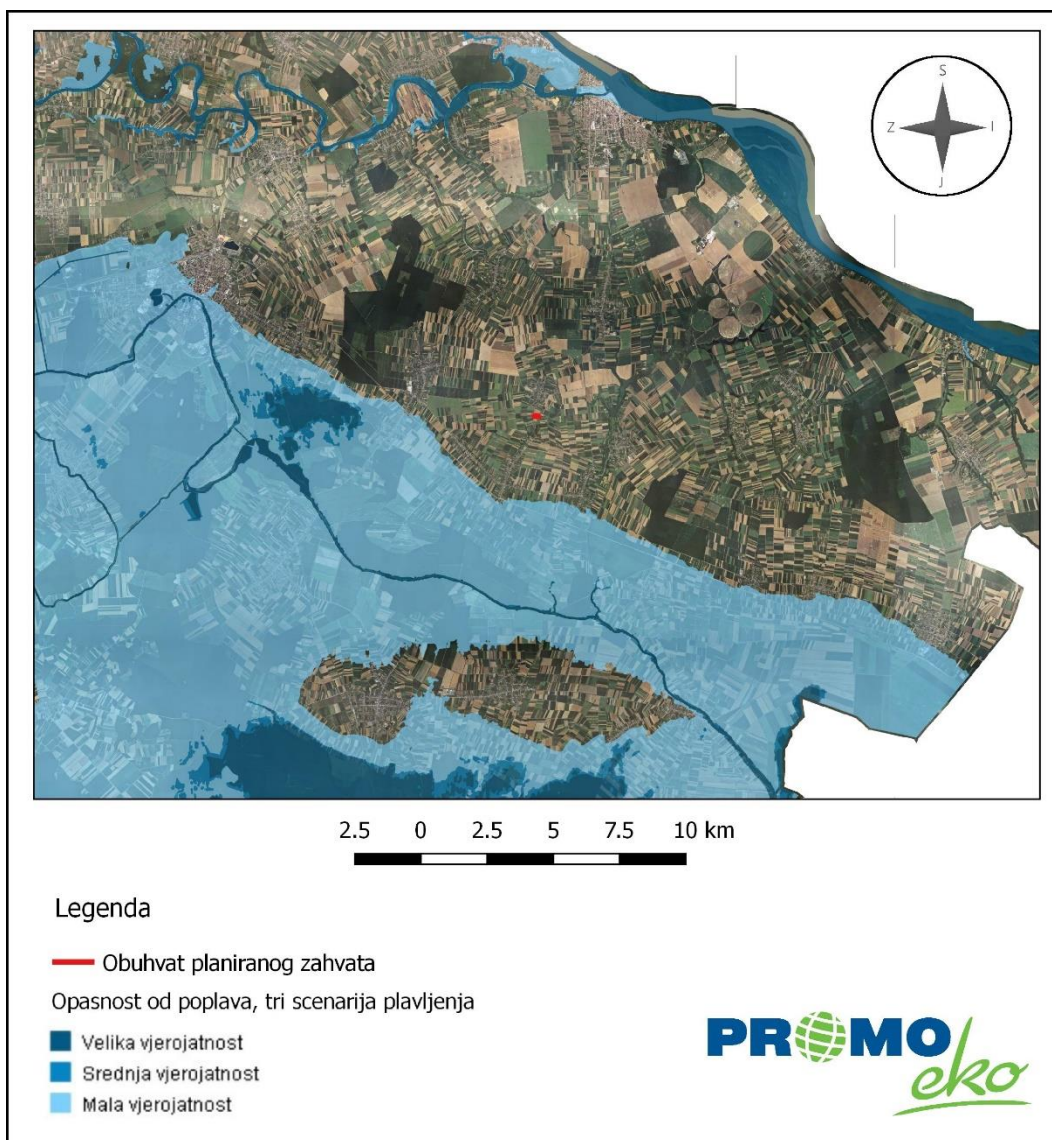 S
Z I
J
2.5 0 2.5 5 7.5 10 km
Legenda
Obuhvat planiranog zahvata
Opasnost od poplava, tri scenarija plavljenja
Velika vjerojatnost
Srednja vjerojatnost
Mala vjerojatnost
PROMO
eko